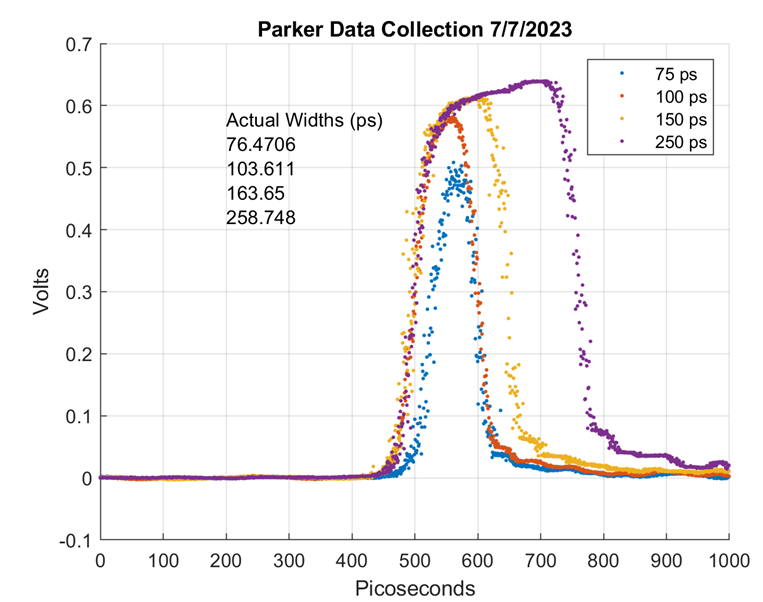 Parker Data Collection 7/7/2023
0.7
0.6
0.5
0.4
0.3
0.2
0.1
0
-0.1
Volts
Actual Widths (ps)
76.4706
103.611
163.65
258.748
75 ps
100 ps
150 ps
250 ps
0 100 200 300 400 500 600 700 800 900 1000
Picoseconds